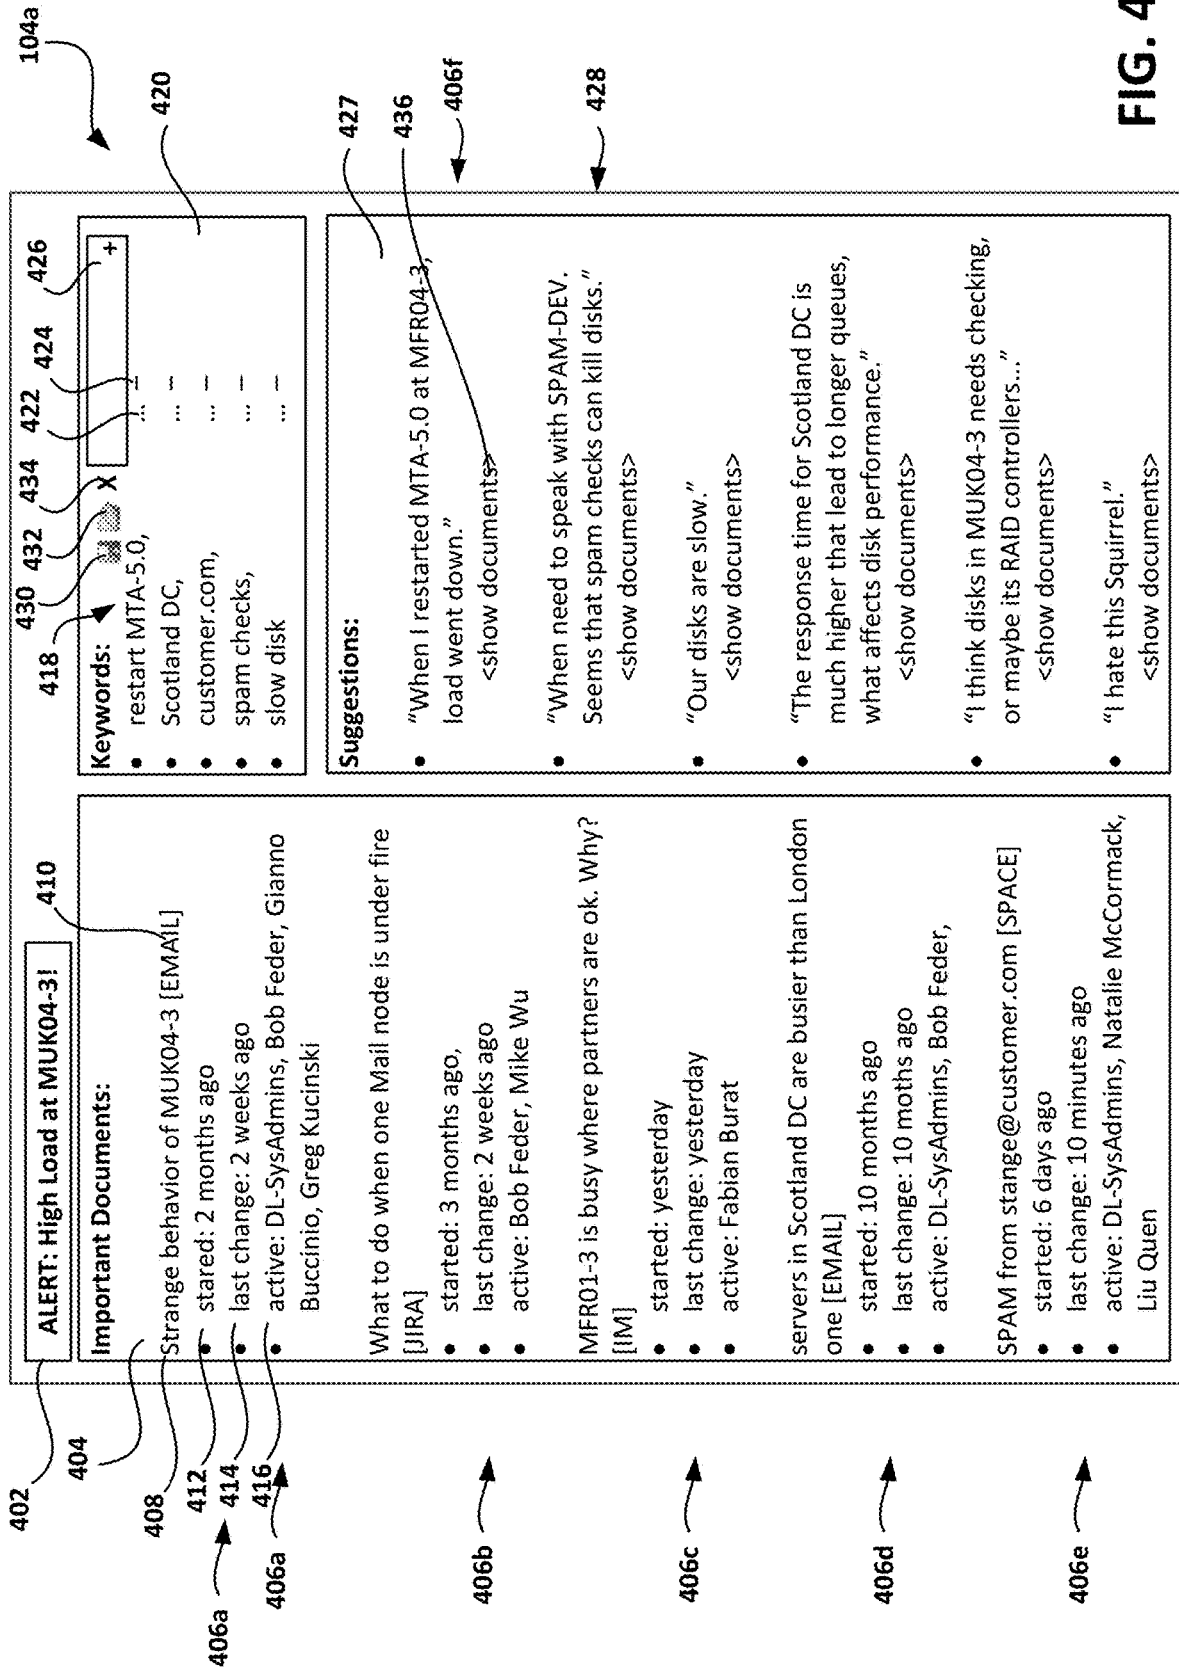 104a
402
ALERT: High Load at MUK04-3!
404
410
Important Documents:
408
Strange behavior of MUK04-3 [EMAIL]
412
• stared: 2 months ago
414
• last change: 2 weeks ago
416
• active: DL-SysAdmins, Bob Feder, Gianno
Buccinio, Greg Kucinski
406a
406a
What to do when one Mail node is under fire
[JIRA]
• started: 3 months ago,
• last change: 2 weeks ago
• active: Bob Feder, Mike Wu
406b
MFR01-3 is busy where partners are ok. Why?
[IM]
• started: yesterday
• last change: yesterday
• active: Fabian Burat
406c
servers in Scotland DC are busier than London
one [EMAIL]
• started: 10 months ago
• last change: 10 moths ago
• active: DL-SysAdmins, Bob Feder,
406d
SPAM from stange@customer.com [SPACE]
• started: 6 days ago
• last change: 10 minutes ago
• active: DL-SysAdmins, Natalie McCormack,
Liu Quen
406e
418
430
432
434
422
424
426
420
Keywords: X +
• restart MTA-5.0, ... –
• Scotland DC, ... –
• customer.com, ... –
• spam checks, ... –
• slow disk ... –
427
436
406f
428
Suggestions:
• “When I restarted MTA-5.0 at MFR04-3,
load went down.”
<show documents>
• “When need to speak with SPAM-DEV.
Seems that spam checks can kill disks.”
<show documents>
• “Our disks are slow.”
<show documents>
• “The response time for Scotland DC is
much higher that lead to longer queues,
what affects disk performance.”
<show documents>
• “I think disks in MUK04-3 needs checking,
or maybe its RAID controllers...”
<show documents>
• “I hate this Squirrel.”
<show documents>
FIG. 4